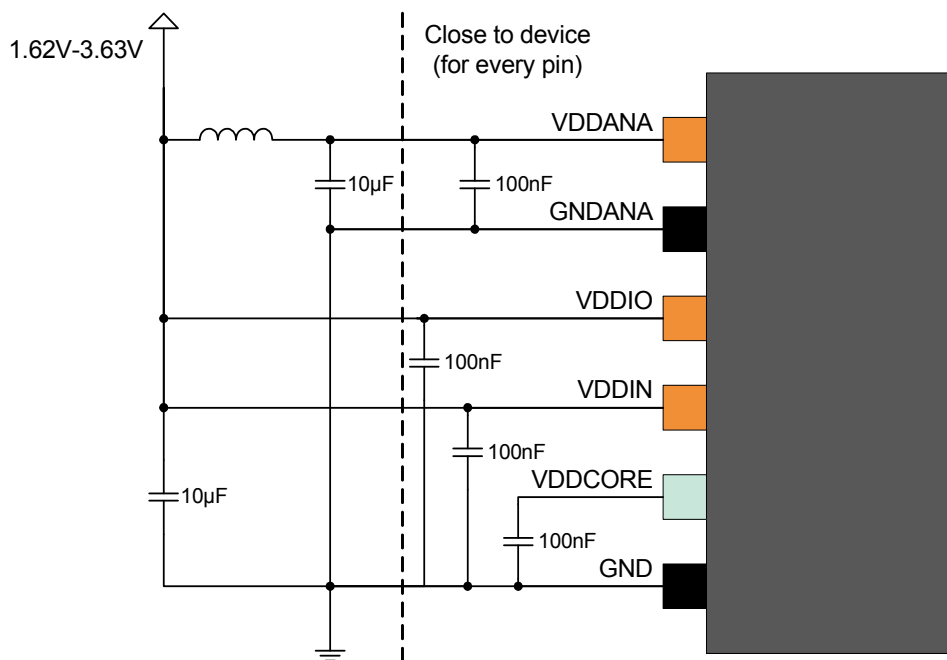 1.62V-3.63V
Close to device
(for every pin)
VDDANA
10µF
100nF
GNDANA
VDDIO
100nF
VDDIN
100nF
VDDCORE
10µF
100nF
GND